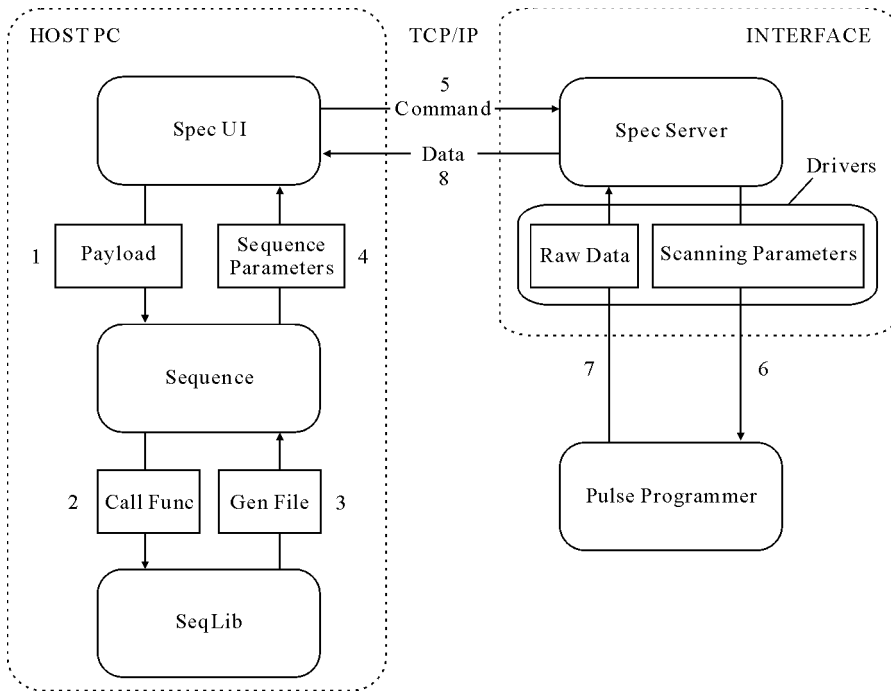 HOST PC
TCP/IP
INTERFACE
5
Command
Spec UI
Spec Server
Data
8
Drivers
1
Payload
Sequence
Parameters
4
Raw Data
Scanning Parameters
Sequence
7
6
2
Call Func
Gen File
3
Pulse Programmer
SeqLib